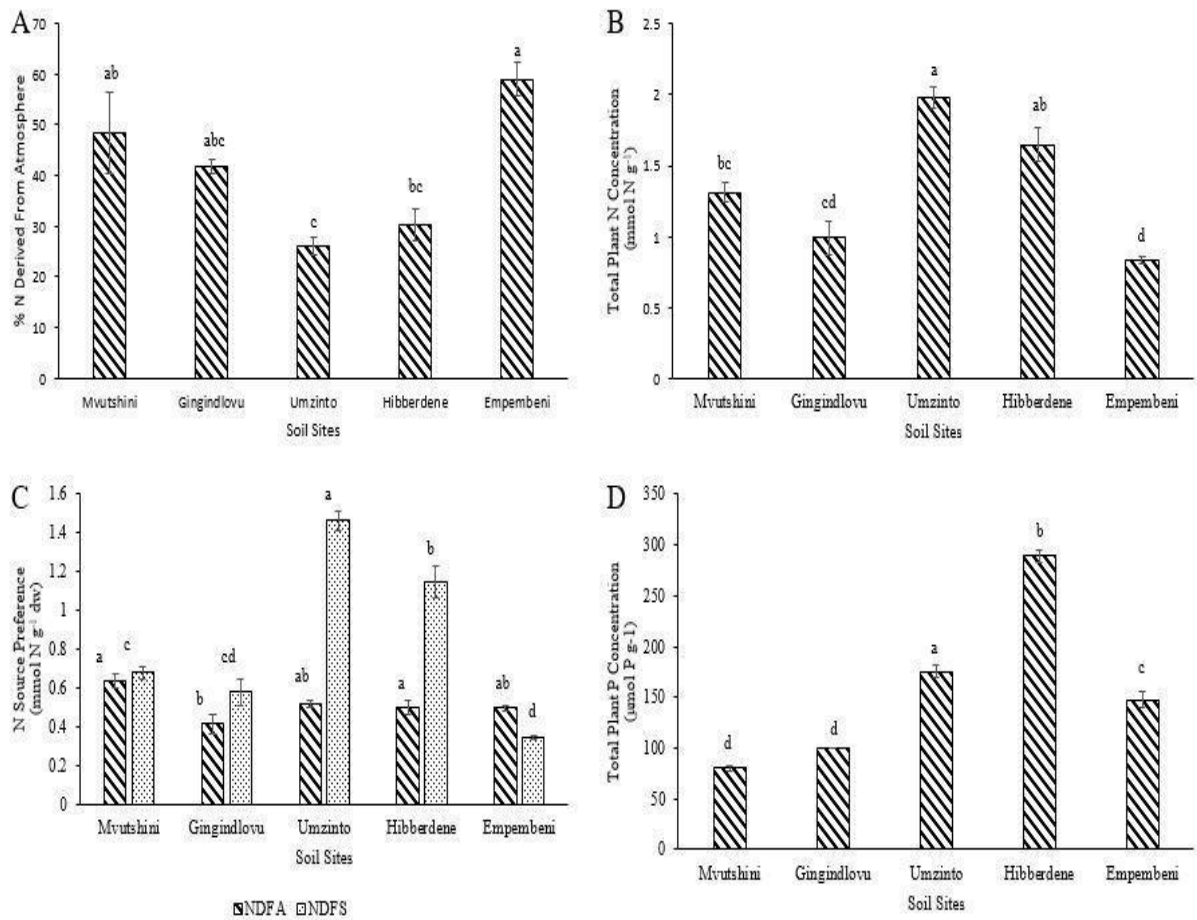 A
% N Derived From Atmosphere
70
60
50
40
30
20
10
0
ab
abc
c
bc
a
Mvutshini Gingindlovu Umzinto Hibberdene Empembeni
Soil Sites
B
Total Plant N Concentration
(mmol N g⁻¹)
2.5
2
1.5
1
0.5
0
bc
cd
a
ab
d
Mvutshini Gingindlovu Umzinto Hibberdene Empembeni
Soil Sites
C
N Source Preference
(mmol N g⁻¹ dw)
1.6
1.4
1.2
1
0.8
0.6
0.4
0.2
0
a c
b cd
ab a
a b
ab d
Mvutshini Gingindlovu Umzinto Hibberdene Empembeni
Soil Sites
NDFA NDFS
D
Total Plant P Concentration
(µmol P g-1)
350
300
250
200
150
100
50
0
d
d
a
b
c
Mvutshini Gingindlovu Umzinto Hibberdene Empembeni
Soil Sites